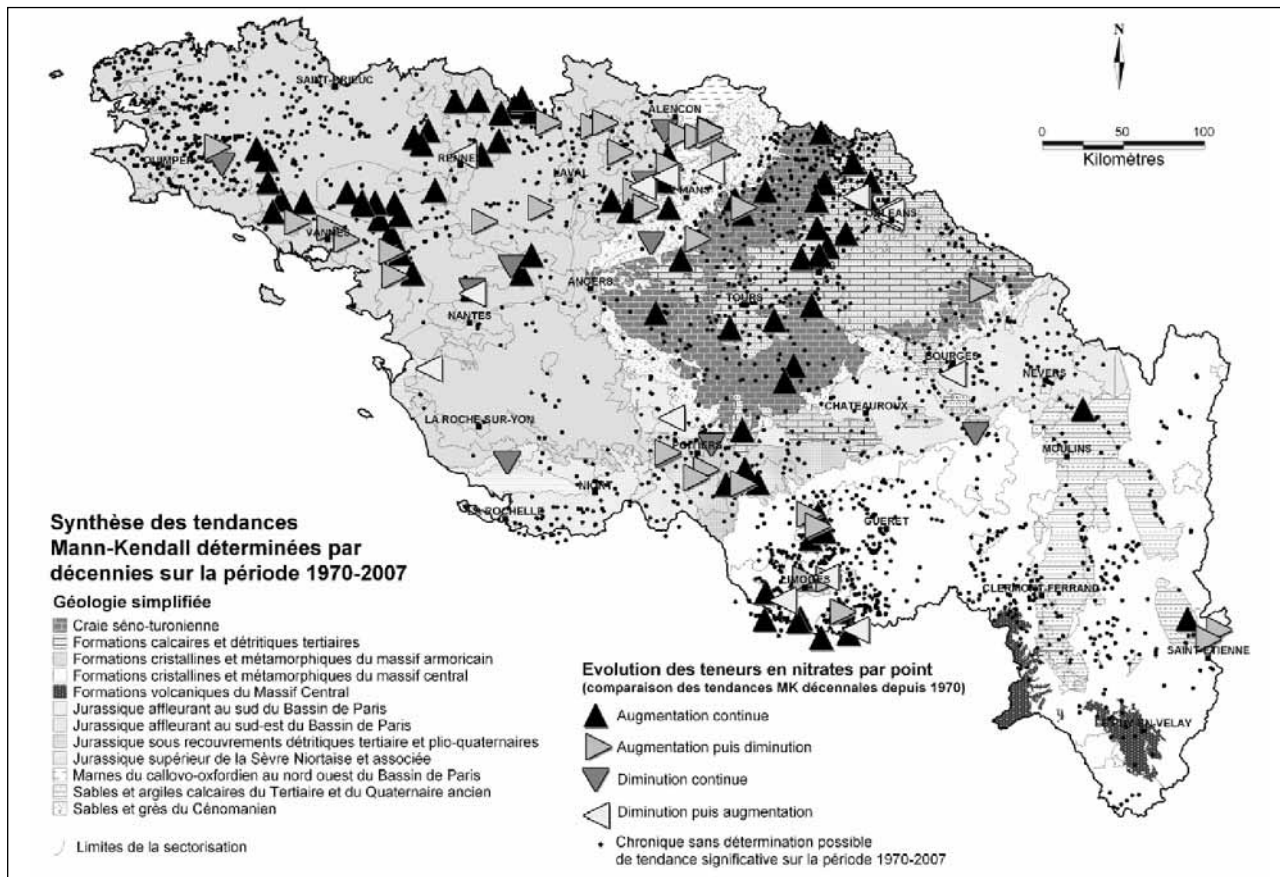 N
0 50 100
Kilomètres
SAINT-BRIEUC
ALENCON
QUIMPER
RENNES
LAVAL
LE MANS
ORLEANS
VANNES
ANGERS
TOURS
NANTES
BOURGES
NEVERS
LA ROCHE-SUR-YON
CHATEAUROUX
POITIERS
MOULINS
NIORT
LA ROCHELLE
GUERET
LIMOGES
CLERMONT-FERRAND
SAINT-ETIENNE
LE PUY-EN-VELAY
Synthèse des tendances
Mann-Kendall déterminées par
décennies sur la période 1970-2007
Géologie simplifiée
Craie séno-turonienne
Formations calcaires et détritiques tertiaires
Formations cristallines et métamorphiques du massif armoricain
Formations cristallines et métamorphiques du massif central
Formations volcaniques du Massif Central
Jurassique affleurant au sud du Bassin de Paris
Jurassique affleurant au sud-est du Bassin de Paris
Jurassique sous recouvrements détritiques tertiaire et plio-quaternaires
Jurassique supérieur de la Sèvre Niortaise et associée
Marnes du callovo-oxfordien au nord ouest du Bassin de Paris
Sables et argiles calcaires du Tertiaire et du Quaternaire ancien
Sables et grès du Cénomanien
Limites de la sectorisation
Evolution des teneurs en nitrates par point
(comparaison des tendances MK décennales depuis 1970)
Augmentation continue
Augmentation puis diminution
Diminution continue
Diminution puis augmentation
Chronique sans détermination possible
de tendance significative sur la période 1970-2007